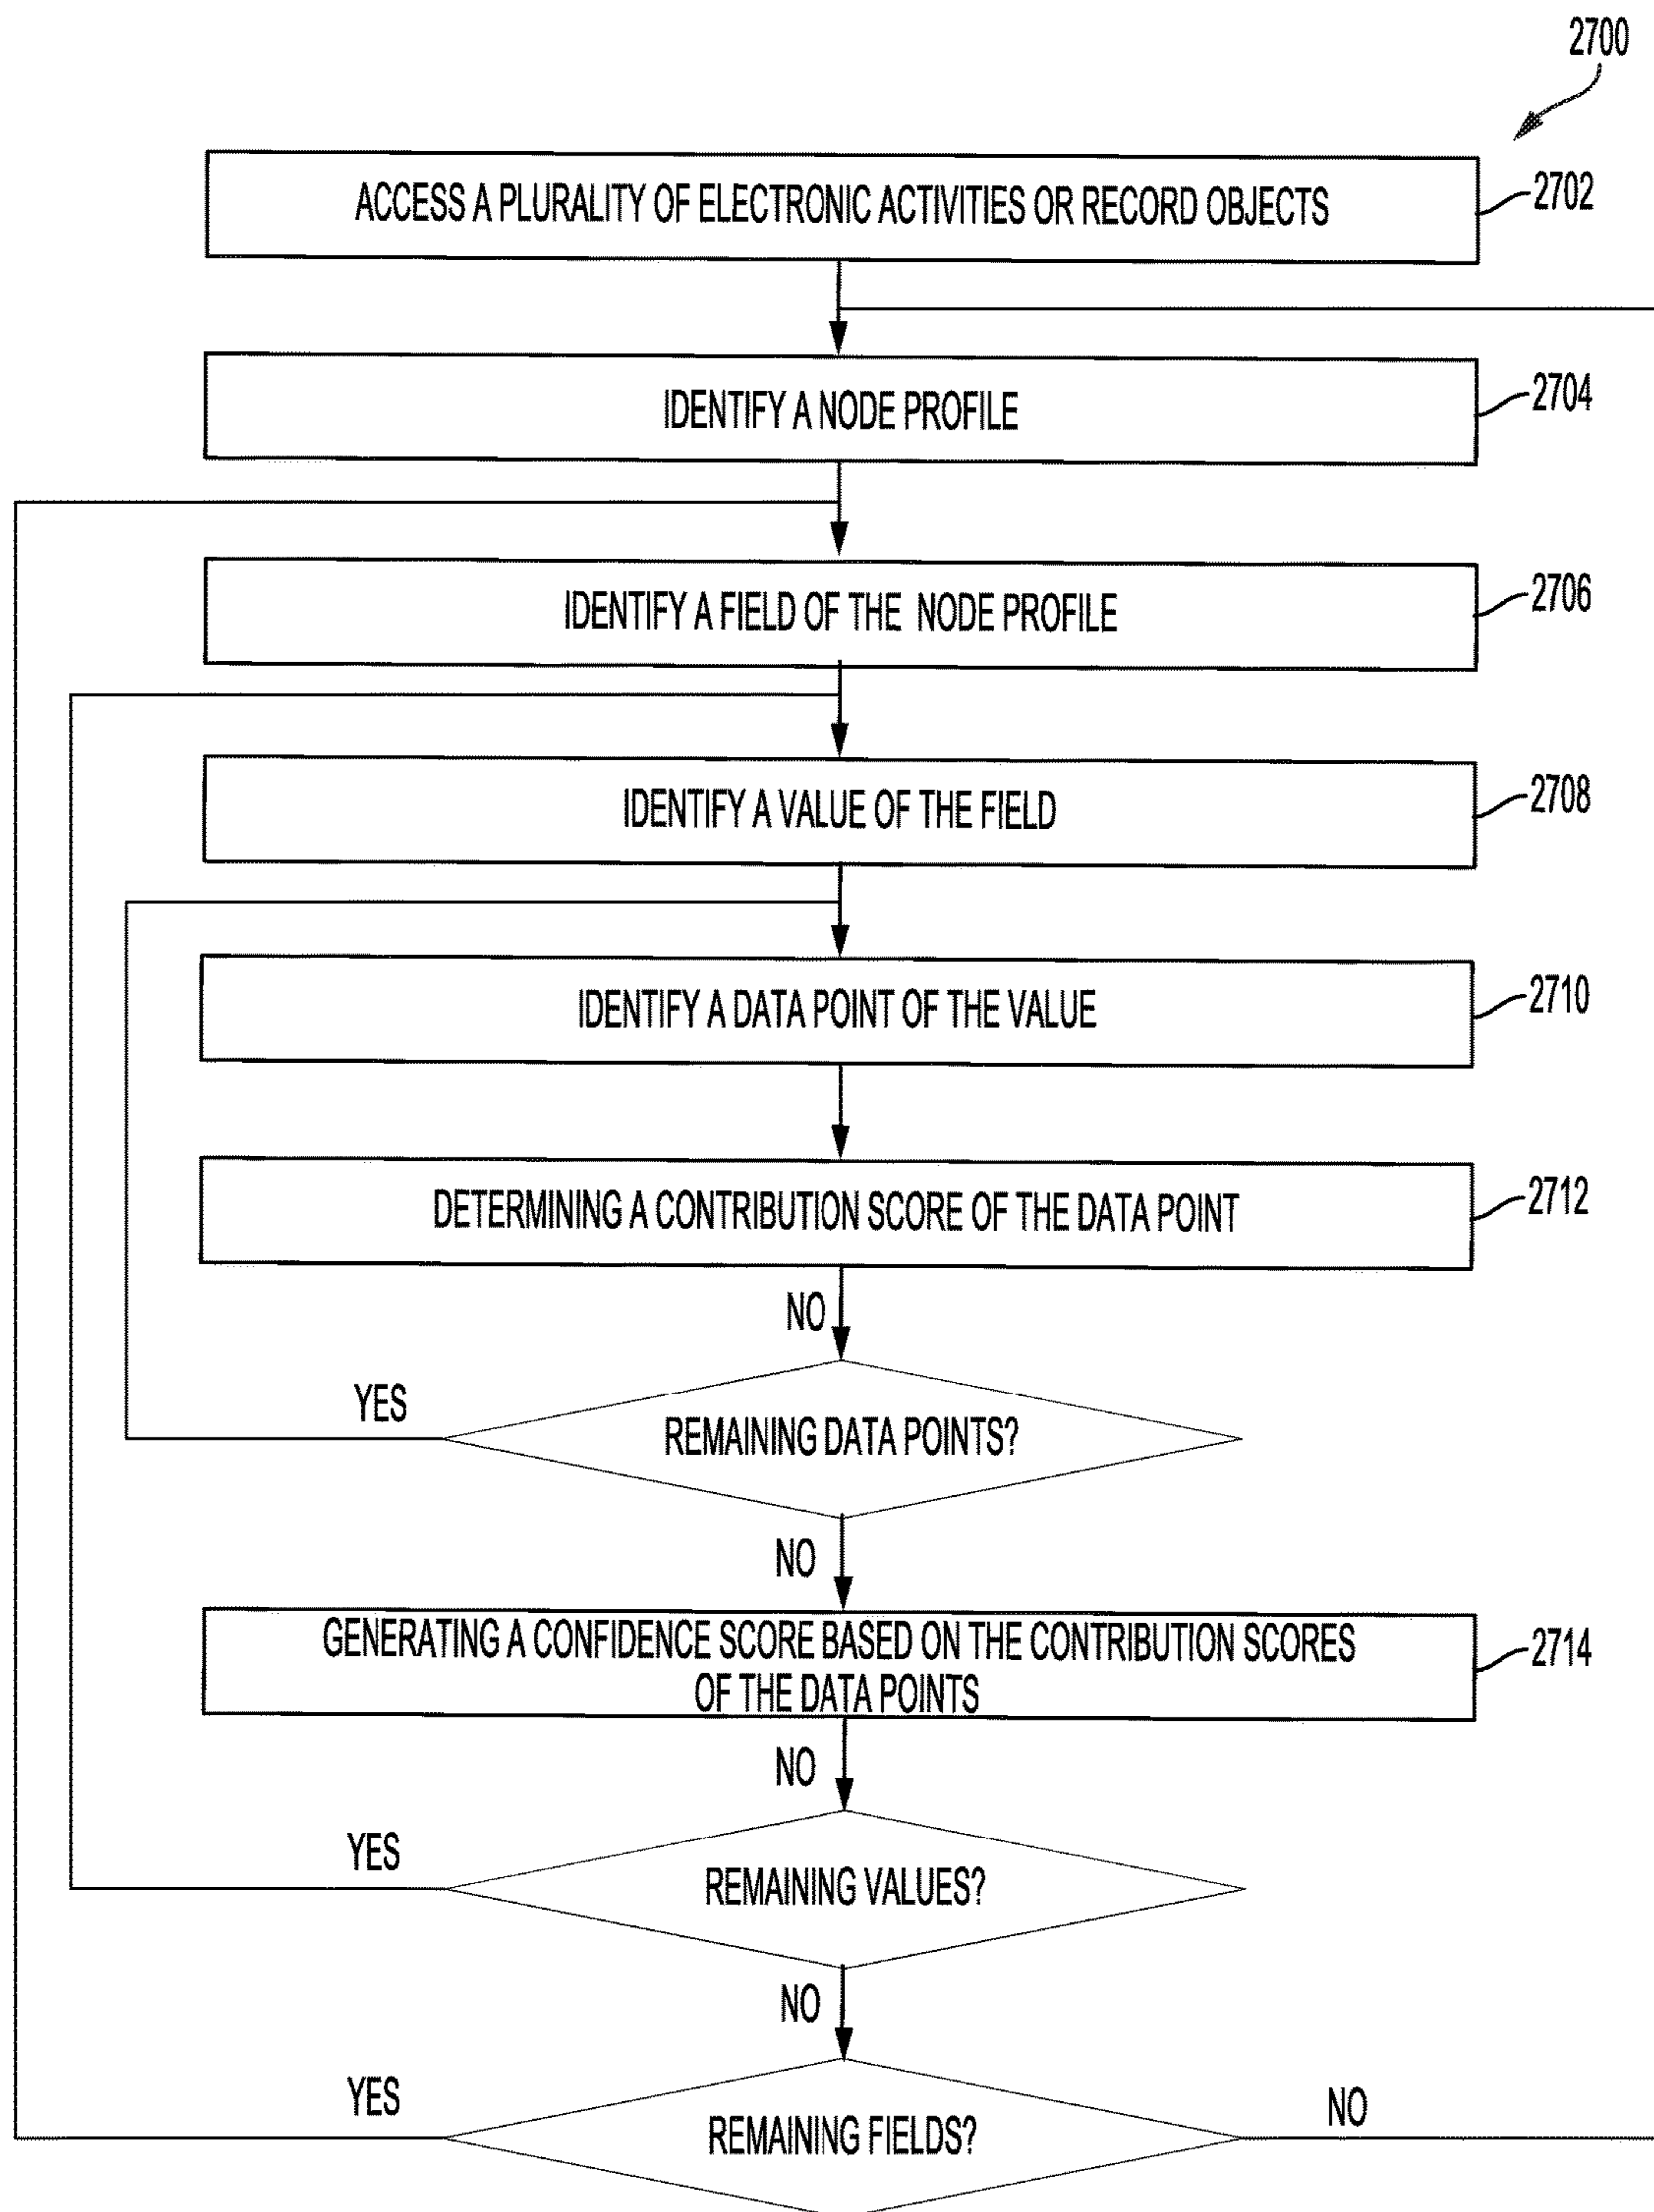 2700
ACCESS A PLURALITY OF ELECTRONIC ACTIVITIES OR RECORD OBJECTS
2702
IDENTIFY A NODE PROFILE
2704
IDENTIFY A FIELD OF THE NODE PROFILE
2706
IDENTIFY A VALUE OF THE FIELD
2708
IDENTIFY A DATA POINT OF THE VALUE
2710
DETERMINING A CONTRIBUTION SCORE OF THE DATA POINT
2712
NO
YES
REMAINING DATA POINTS?
NO
GENERATING A CONFIDENCE SCORE BASED ON THE CONTRIBUTION SCORES
OF THE DATA POINTS
2714
NO
YES
REMAINING VALUES?
NO
YES
REMAINING FIELDS?
NO